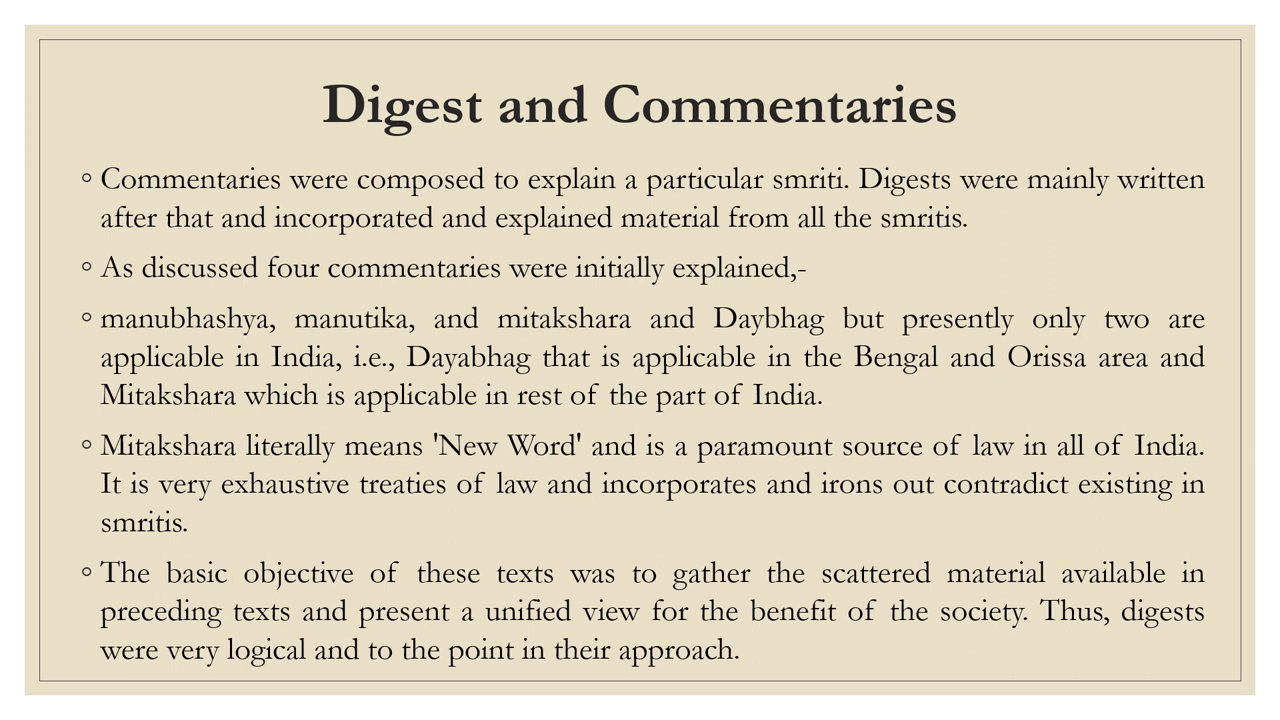 Digest and Commentaries
◦ Commentaries were composed to explain a particular smriti. Digests were mainly written
after that and incorporated and explained material from all the smritis.
◦ As discussed four commentaries were initially explained,-
◦ manubhashya, manutika, and mitakshara and Daybhag but presently only two are
applicable in India, i.e., Dayabhag that is applicable in the Bengal and Orissa area and
Mitakshara which is applicable in rest of the part of India.
◦ Mitakshara literally means 'New Word' and is a paramount source of law in all of India.
It is very exhaustive treaties of law and incorporates and irons out contradict existing in
smritis.
◦ The basic objective of these texts was to gather the scattered material available in
preceding texts and present a unified view for the benefit of the society. Thus, digests
were very logical and to the point in their approach.